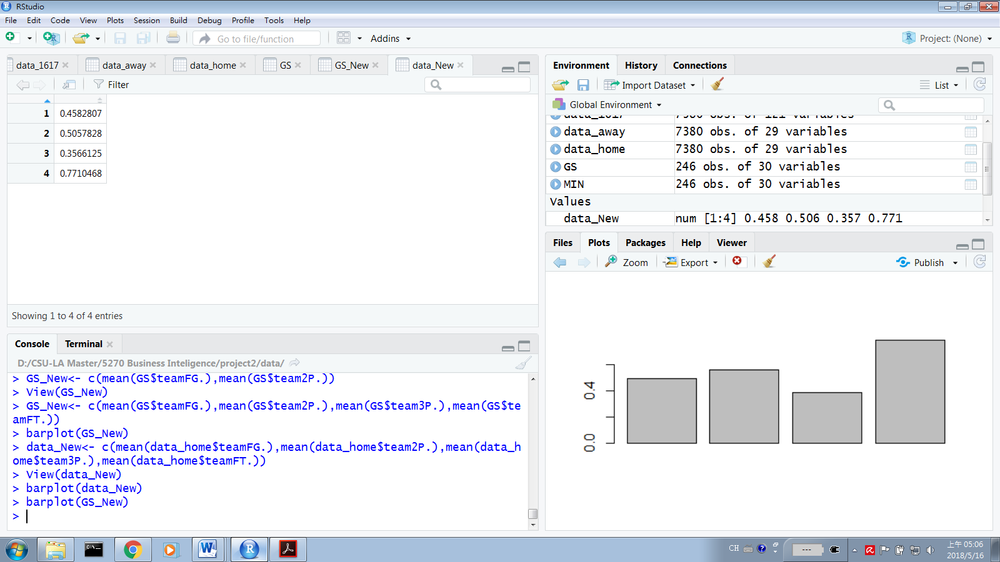 RStudio
File Edit Code View Plots Session Build Debug Profile Tools Help
Go to file/function
Addins
Project: (None)
data_1617
data_away
data_home
GS
GS_New
data_New
Filter
1 0.4582807
2 0.5057828
3 0.3566125
4 0.7710468
Showing 1 to 4 of 4 entries
Console Terminal
D:/CSU-LA Master/5270 Business Inteligence/project2/data/
> GS_New<- c(mean(GS$teamFG.),mean(GS$team2P.))
> View(GS_New)
> GS_New<- c(mean(GS$teamFG.),mean(GS$team2P.),mean(GS$team3P.),mean(GS$te
amFT.))
> barplot(GS_New)
> data_New<- c(mean(data_home$teamFG.),mean(data_home$team2P.),mean(data_h
ome$team3P.),mean(data_home$teamFT.))
> View(data_New)
> barplot(data_New)
> barplot(GS_New)
>
Environment History Connections
Import Dataset
List
Global Environment
data_1617 7380 obs. of 121 variables
data_away 7380 obs. of 29 variables
data_home 7380 obs. of 29 variables
GS 246 obs. of 30 variables
MIN 246 obs. of 30 variables
Values
data_New num [1:4] 0.458 0.506 0.357 0.771
Files Plots Packages Help Viewer
Zoom Export Publish
0.4
0.0
CH
上午 05:06
2018/5/16